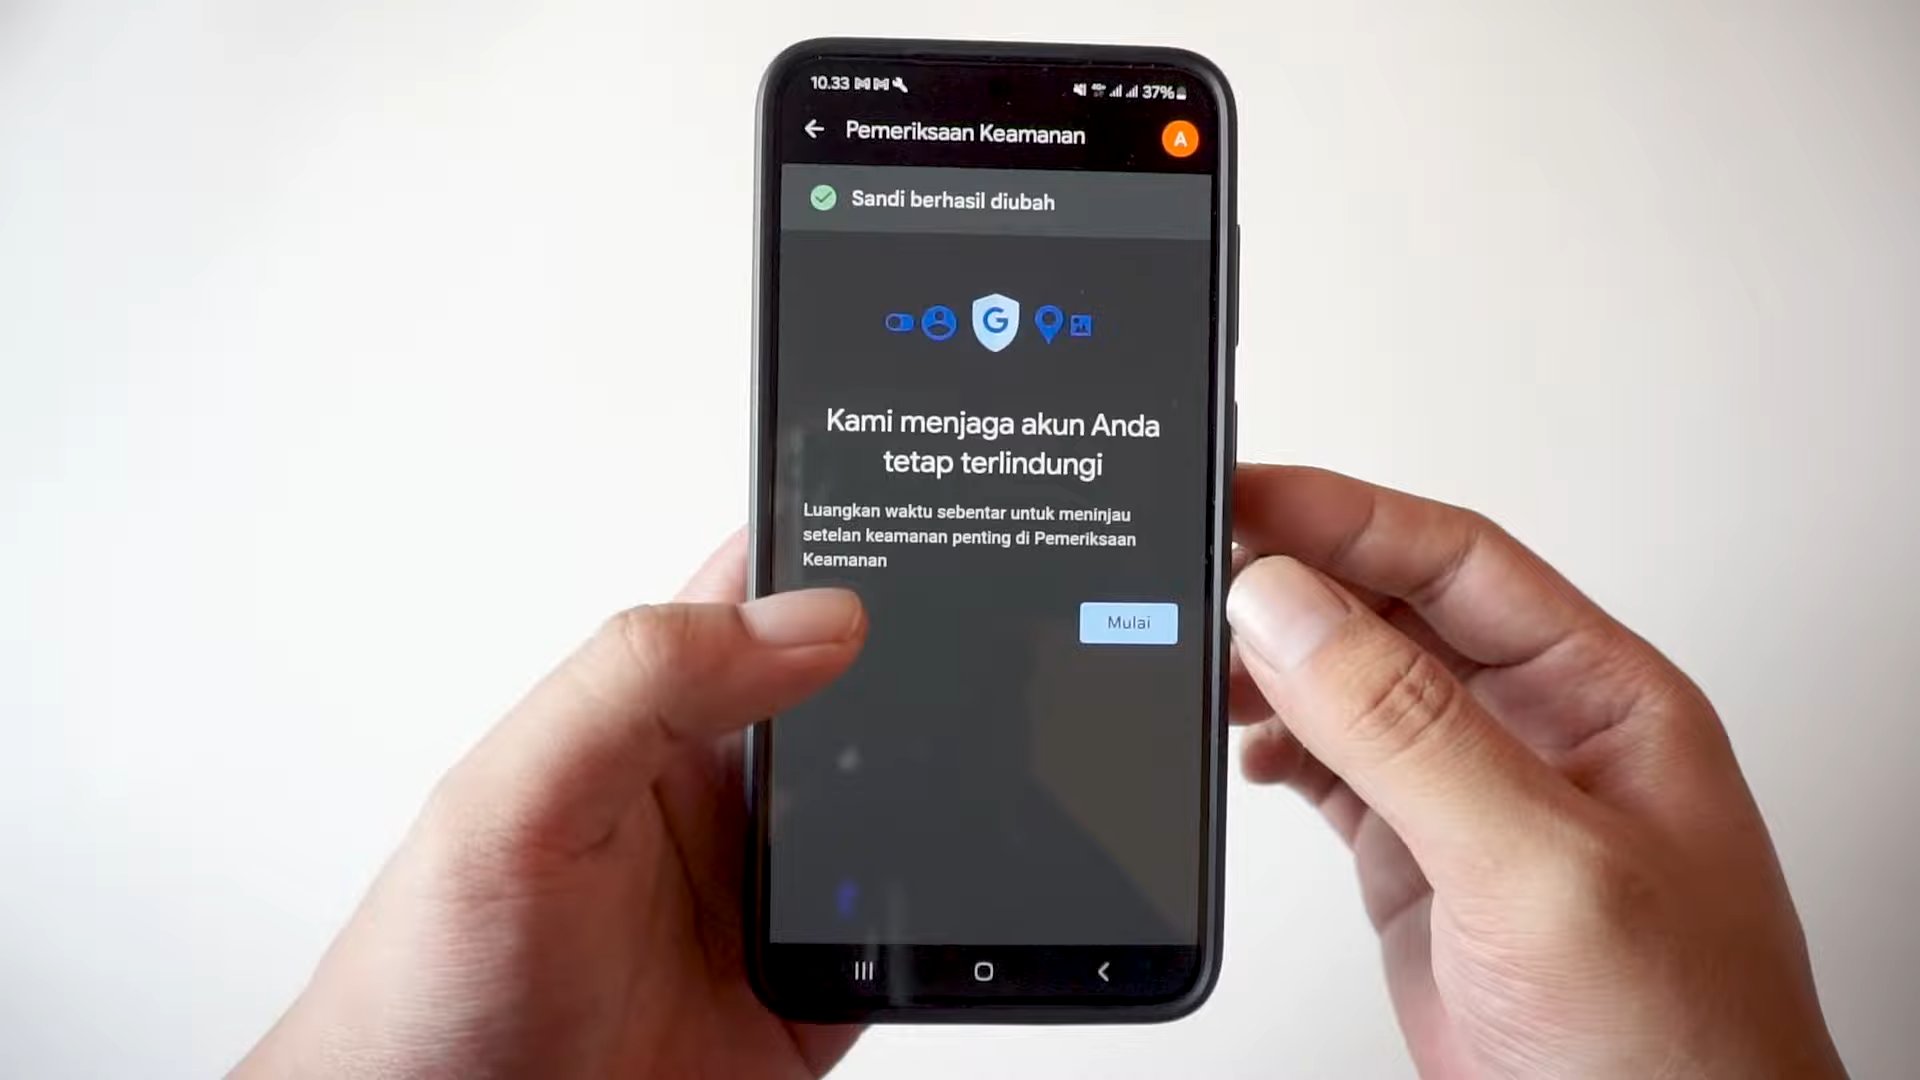 10.33
37%
Pemeriksaan Keamanan
A
Sandi berhasil diubah
G
Kami menjaga akun Anda
tetap terlindungi
Luangkan waktu sebentar untuk meninjau
setelan keamanan penting di Pemeriksaan
Keamanan
Mulai